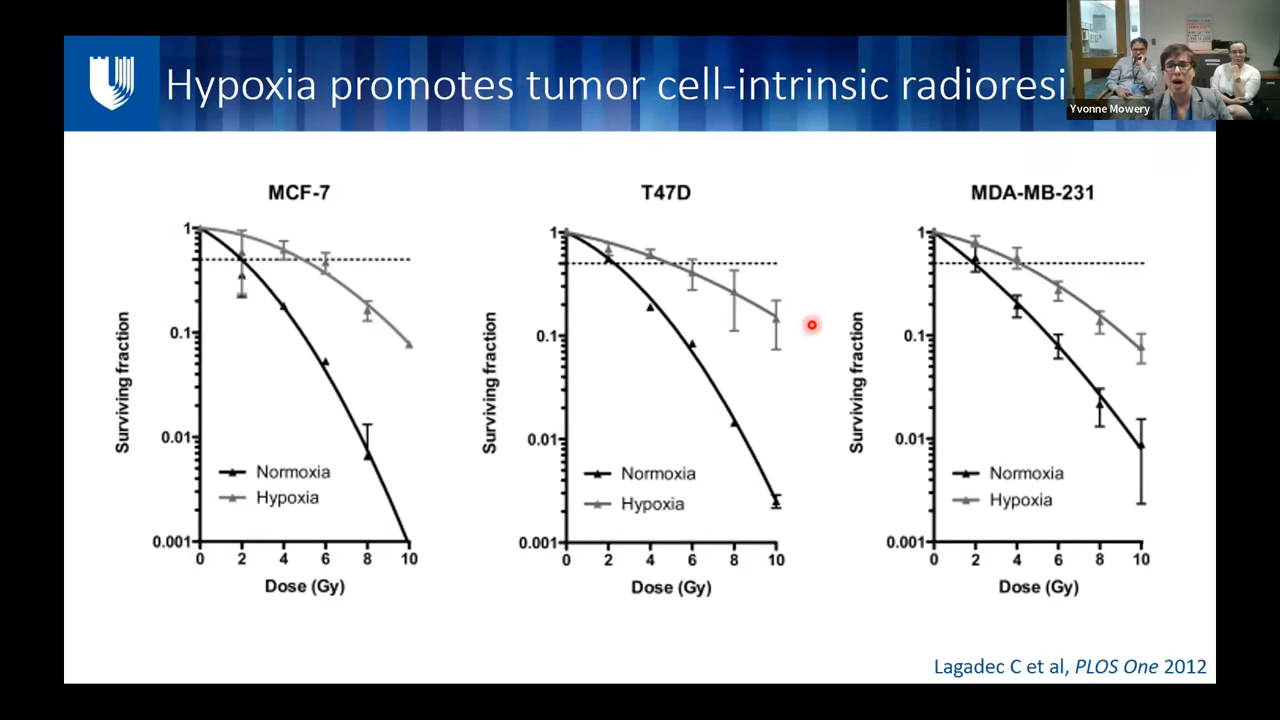 Hypoxia promotes tumor cell-intrinsic radioresi
Yvonne Mowery
MCF-7
1
0.1
0.01
0.001
Surviving fraction
Normoxia
Hypoxia
0 2 4 6 8 10
Dose (Gy)
T47D
1
0.1
0.01
0.001
Surviving fraction
Normoxia
Hypoxia
0 2 4 6 8 10
Dose (Gy)
MDA-MB-231
1
0.1
0.01
0.001
Surviving fraction
Normoxia
Hypoxia
0 2 4 6 8 10
Dose (Gy)
Lagadec C et al, PLOS One 2012